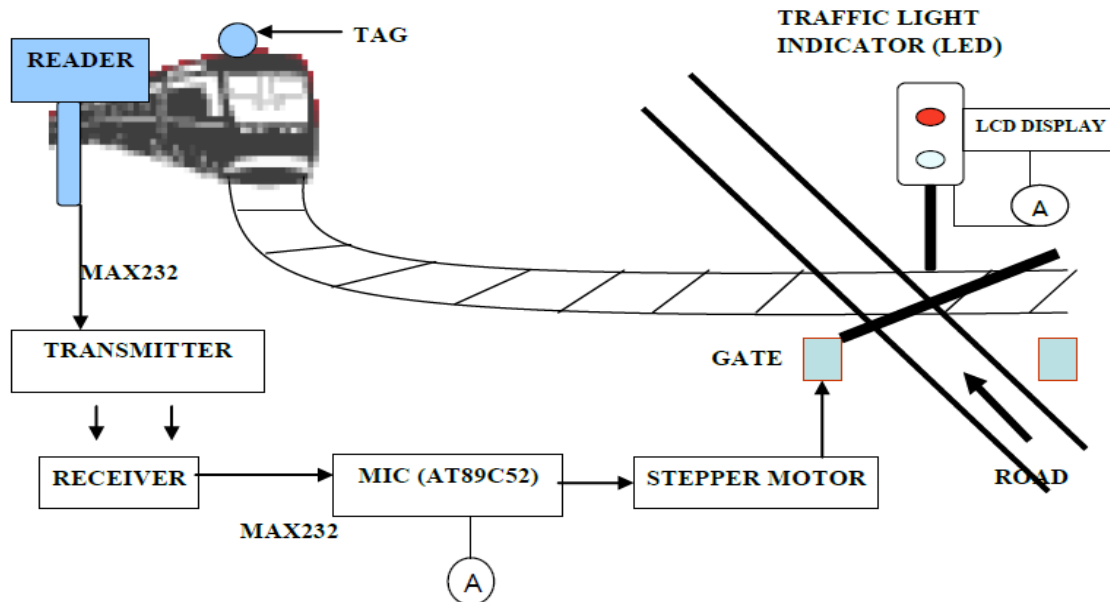 TRAFFIC LIGHT
INDICATOR (LED)
TAG
READER
LCD DISPLAY
A
MAX232
TRANSMITTER
GATE
RECEIVER
MIC (AT89C52)
STEPPER MOTOR
ROAD
MAX232
A